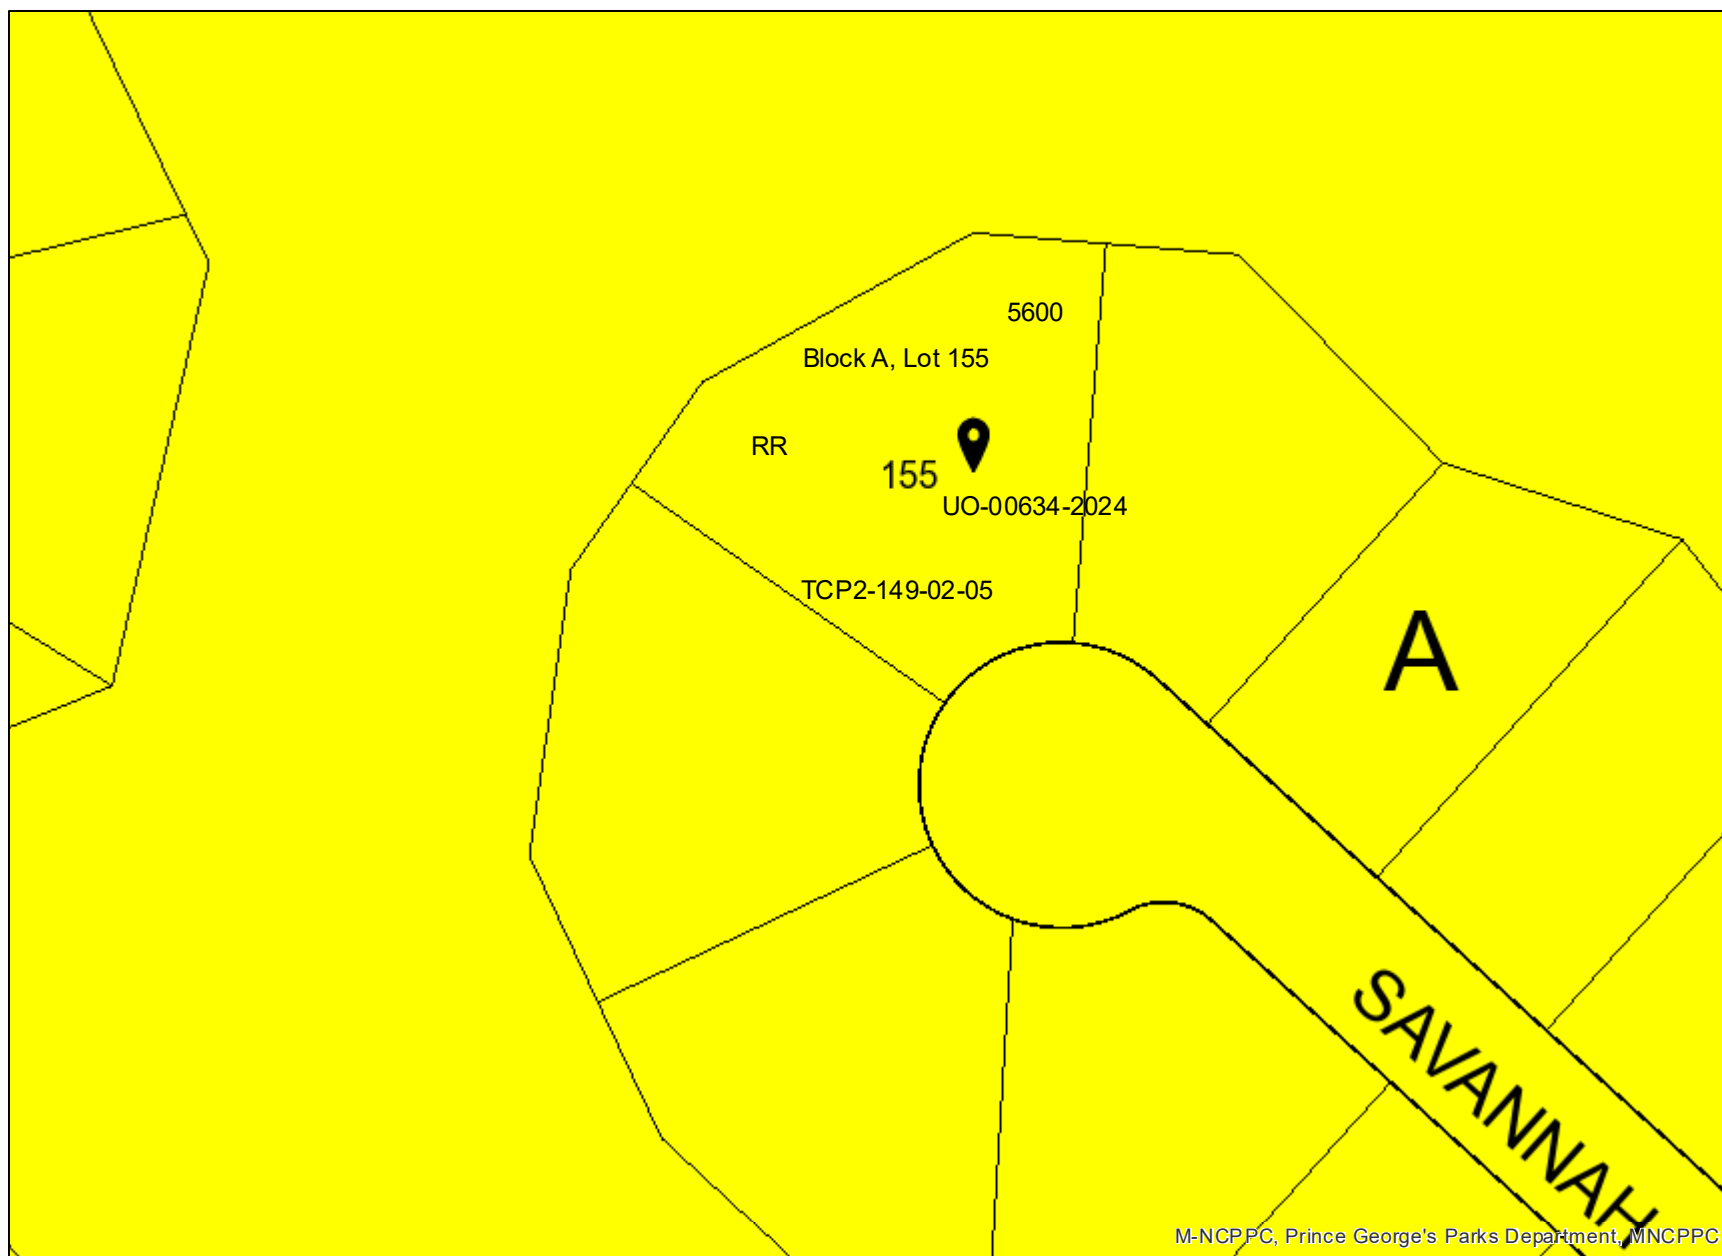 5600
Block A, Lot 155
RR
155
UO-00634-2024
TCP2-149-02-05
A
SAVANNAH
M-NCPPC, Prince George's Parks Department, MNCPPC